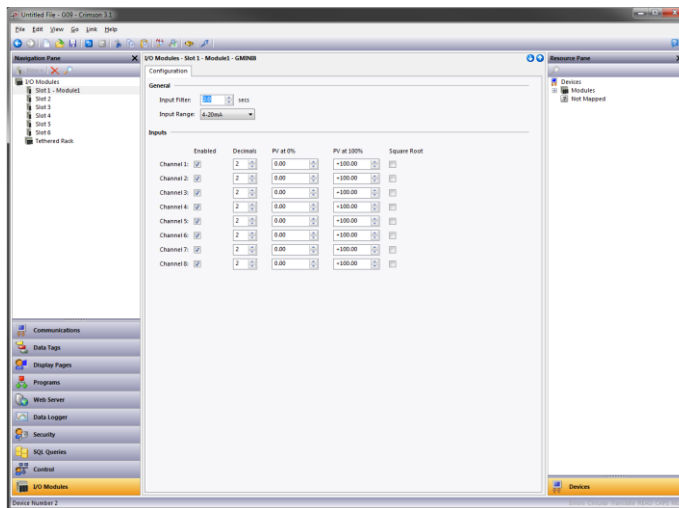 Untitled File - G09 - Crimson 3.1
File Edit View Go Link Help
Navigation Pane
I/O Modules
Slot 1 - Module1
Slot 2
Slot 3
Slot 4
Slot 5
Slot 6
Tethered Rack
Communications
Data Tags
Display Pages
Programs
Web Server
Data Logger
Security
SQL Queries
Control
I/O Modules
Device Number 2
I/O Modules - Slot 1 - Module1 - GMINI8
Configuration
General
Input Filter: secs
Input Range: 4-20mA
Inputs
Enabled Decimals PV at 0% PV at 100% Square Root
Channel 1: 2 0.00 +100.00
Channel 2: 2 0.00 +100.00
Channel 3: 2 0.00 +100.00
Channel 4: 2 0.00 +100.00
Channel 5: 2 0.00 +100.00
Channel 6: 2 0.00 +100.00
Channel 7: 2 0.00 +100.00
Channel 8: 2 0.00 +100.00
Resource Pane
Devices
Modules
Not Mapped
Devices